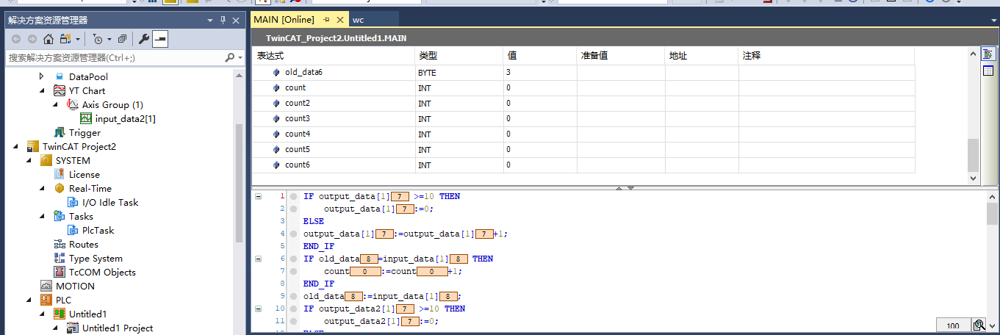 解决方案资源管理器
搜索解决方案资源管理器(Ctrl+;)
DataPool
YT Chart
Axis Group (1)
input_data2[1]
Trigger
TwinCAT Project2
SYSTEM
License
Real-Time
I/O Idle Task
Tasks
PlcTask
Routes
Type System
TcCOM Objects
MOTION
PLC
Untitled1
Untitled1 Project
MAIN [Online] wc
TwinCAT_Project2.Untitled1.MAIN
表达式 类型 值 准备值 地址 注释
old_data6 BYTE 3
count INT 0
count2 INT 0
count3 INT 0
count4 INT 0
count5 INT 0
count6 INT 0
1 IF output_data[1] 7 >=10 THEN
2 output_data[1] 7 :=0;
3 ELSE
4 output_data[1] 7 :=output_data[1] 7 +1;
5 END_IF
6 IF old_data 8 =input_data[1] 8 THEN
7 count 0 :=count 0 +1;
8 END_IF
9 old_data 8 :=input_data[1] 8 ;
10 IF output_data2[1] 7 >=10 THEN
11 output_data2[1] 7 :=0;
100